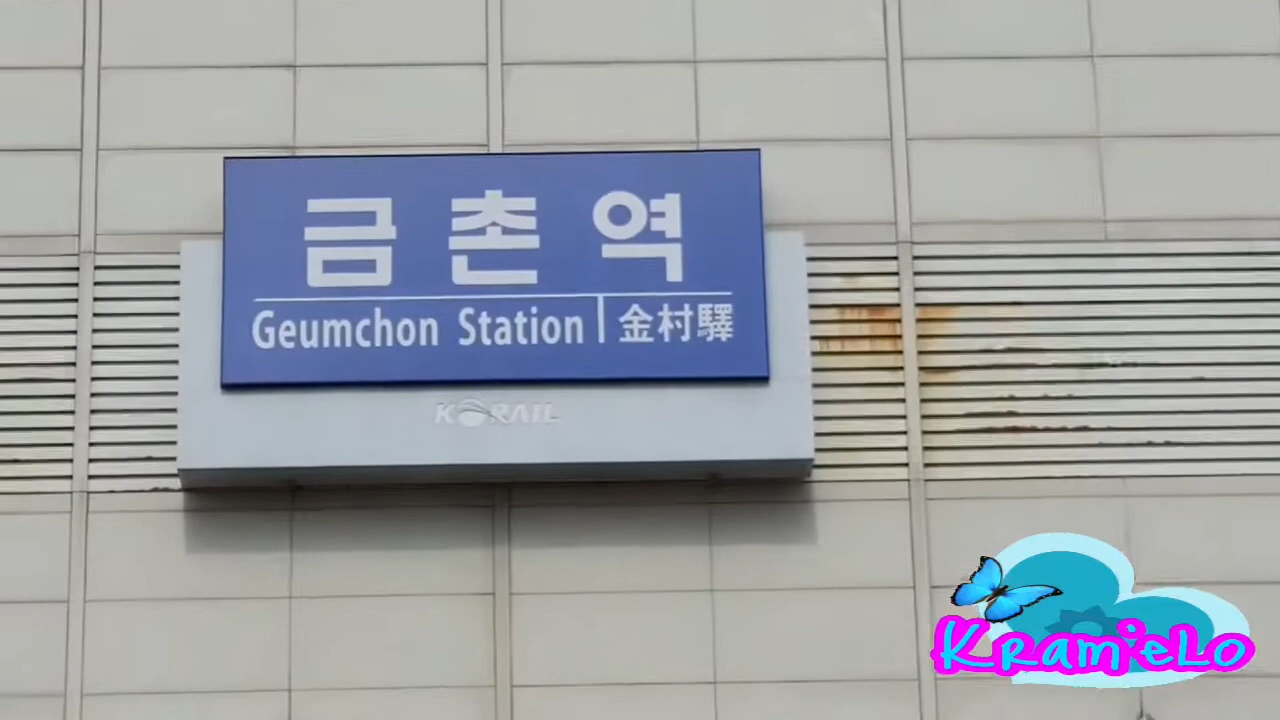 금촌역
Geumchon Station 金村驛
KORAIL
KRamieLo